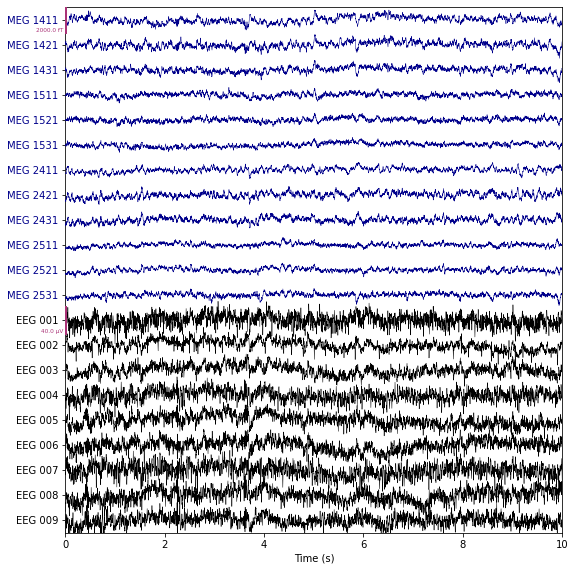 MEG 1411
2000.0 fT
MEG 1421
MEG 1431
MEG 1511
MEG 1521
MEG 1531
MEG 2411
MEG 2421
MEG 2431
MEG 2511
MEG 2521
MEG 2531
EEG 001
40.0 µV
EEG 002
EEG 003
EEG 004
EEG 005
EEG 006
EEG 007
EEG 008
EEG 009
0 2 4 6 8 10
Time (s)